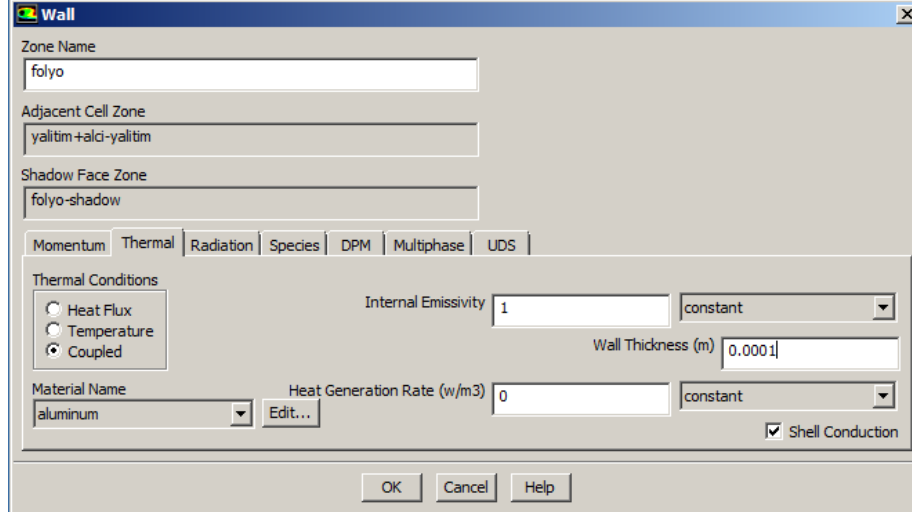 Wall
Zone Name
folyo
Adjacent Cell Zone
yalitim+alci-yalitim
Shadow Face Zone
folyo-shadow
Momentum Thermal Radiation Species DPM Multiphase UDS
Thermal Conditions
Heat Flux
Temperature
Coupled
Internal Emissivity 1 constant
Wall Thickness (m) 0.0001
Material Name
aluminum Edit...
Heat Generation Rate (w/m3) 0 constant
Shell Conduction
OK Cancel Help